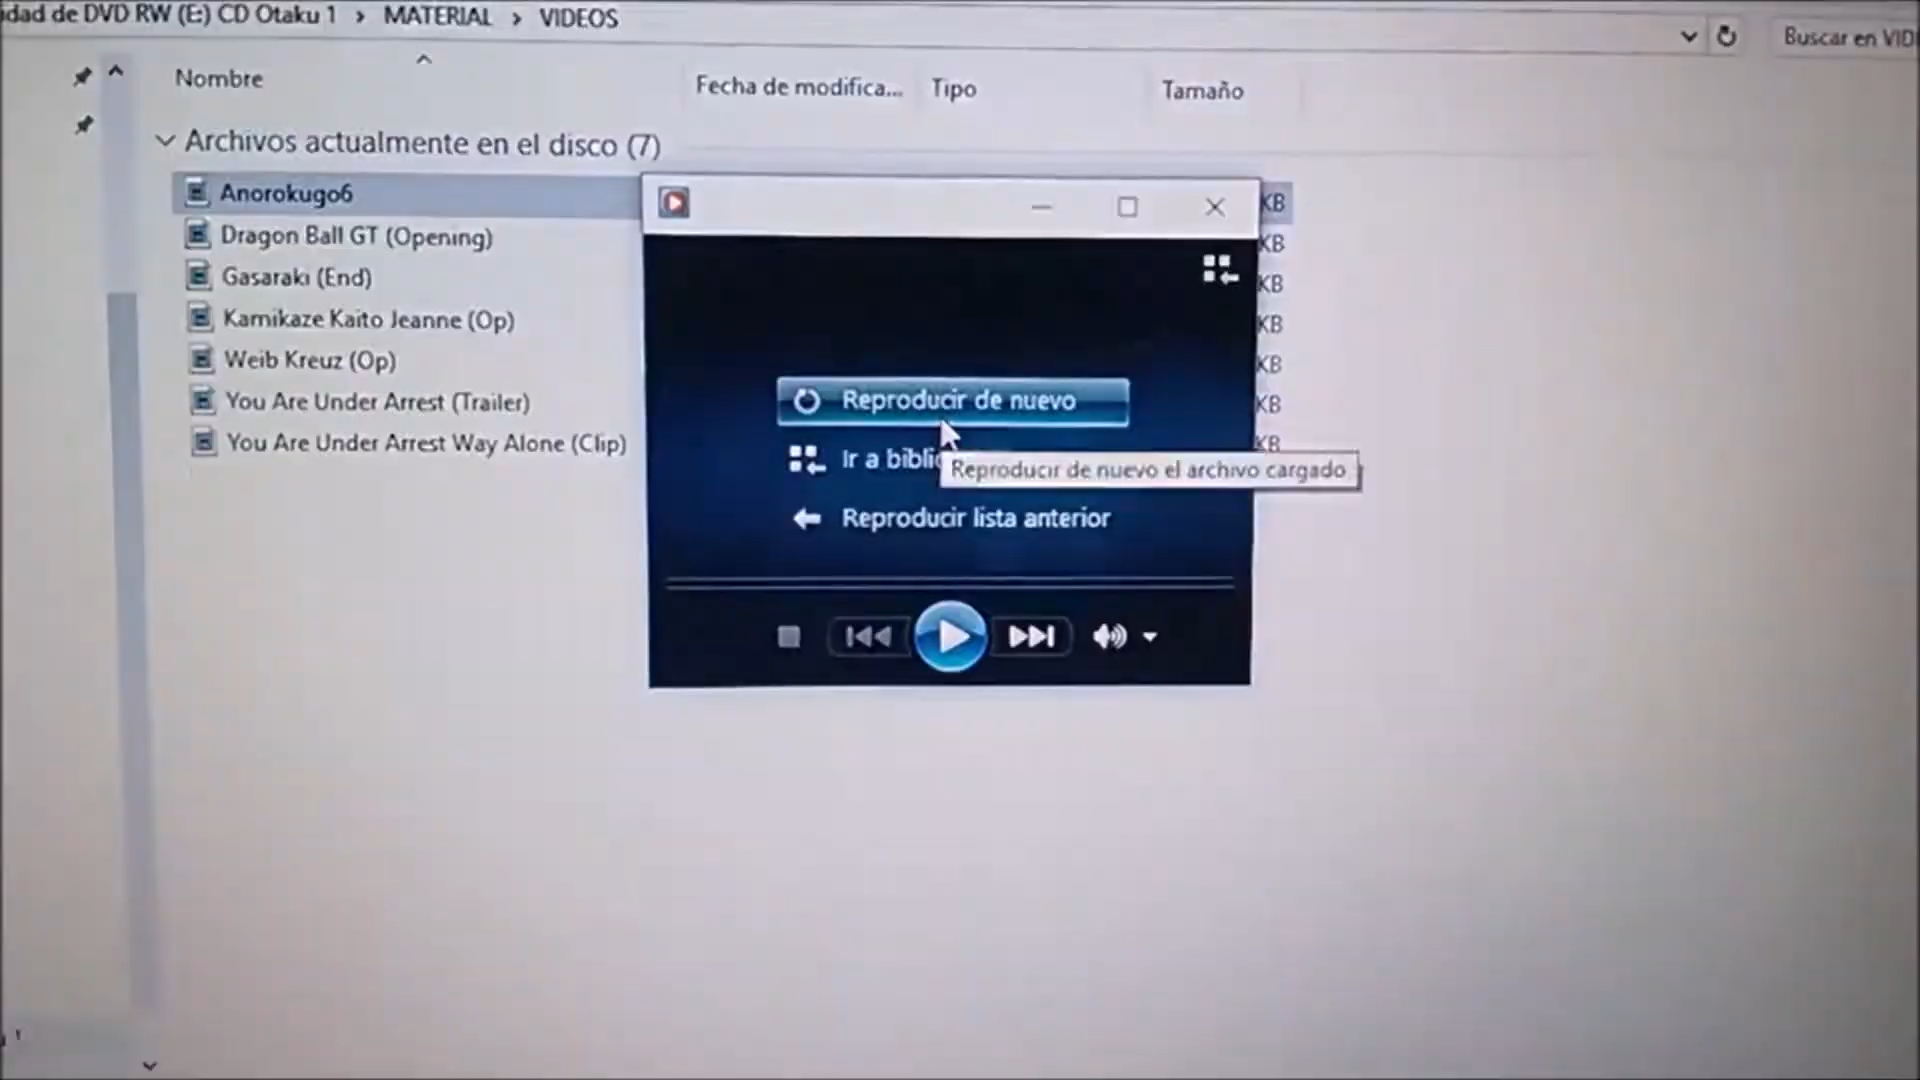 idad de DVD RW (E:) CD Otaku 1 > MATERIAL > VIDEOS
Buscar en VID
Nombre
Fecha de modifica...
Tipo
Tamaño
Archivos actualmente en el disco (7)
Anorokugo6
KB
Dragon Ball GT (Opening)
KB
Gasaraki (End)
KB
Kamikaze Kaito Jeanne (Op)
KB
Weib Kreuz (Op)
KB
You Are Under Arrest (Trailer)
KB
You Are Under Arrest Way Alone (Clip)
KB
Reproducir de nuevo
Ir a biblio
Reproducir de nuevo el archivo cargado
Reproducir lista anterior